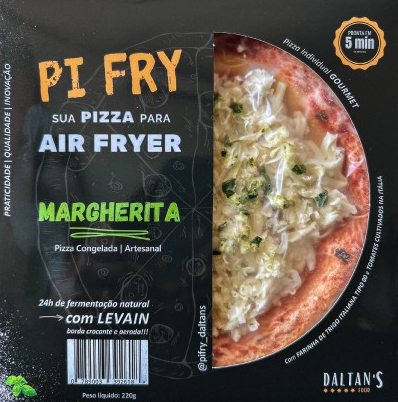 PRATICIDADE | QUALIDADE | INOVAÇÃO
PI FRY
SUA PIZZA PARA
AIR FRYER
MARGHERITA
Pizza Congelada | Artesanal
24h de fermentação natural
com LEVAIN
borda crocante e aerada!!!
Peso líquido: 220g
@pifry_daltans
PRONTA EM
5 min
Pizza individual GOURMET
Com FARINHA DE TRIGO ITALIANA TIPO 00 e TOMATES CULTIVADOS NA ITÁLIA
DALTAN'S
FOOD